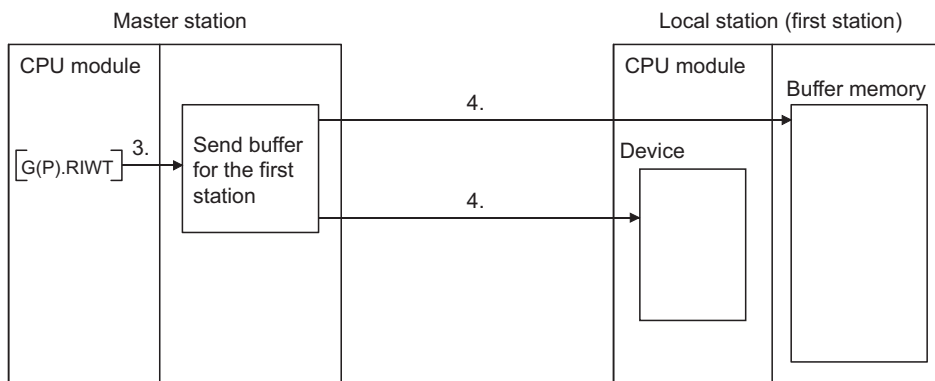 Master station
Local station (first station)
CPU module
CPU module
Buffer memory
4.
3.
G(P).RIWT
Send buffer
for the first
station
Device
4.